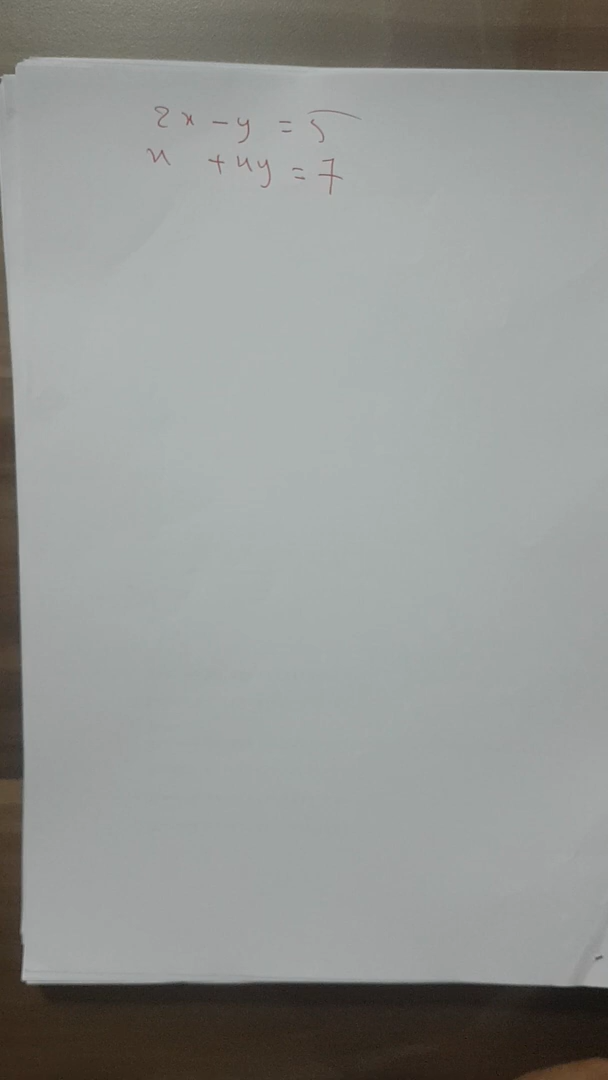 2x - y = 5
x + 4y = 7